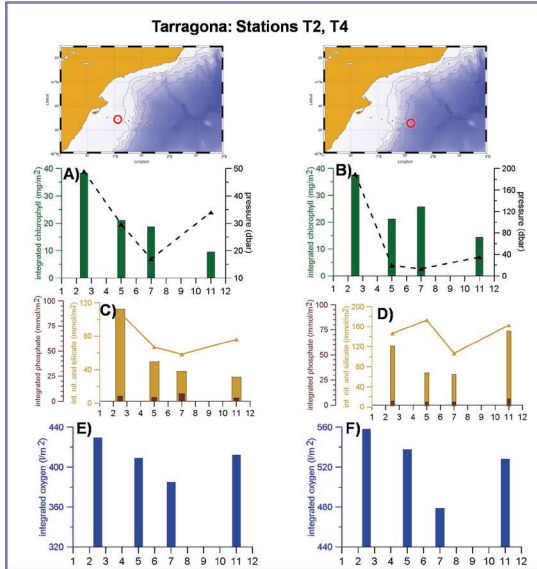 Tarragona: Stations T2, T4
Longitud
Longitud
A)
integrated chlorophyll (mg/m2)
40
30
20
10
0
50
40
30
20
10
pressure (dbar)
1 2 3 4 5 6 7 8 9 10 11 12
B)
integrated chlorophyll (mg/m2)
40
30
20
10
0
200
160
120
80
40
0
pressure (dbar)
1 2 3 4 5 6 7 8 9 10 11 12
C)
integrated phosphate (mmol/m2)
100
80
60
40
20
0
int. nit. and silicate (mmol/m2)
120
80
40
0
1 2 3 4 5 6 7 8 9 10 11 12
D)
integrated phosphate (mmol/m2)
100
80
60
40
20
0
int. nit. and silicate (mmol/m2)
200
160
120
80
40
0
1 2 3 4 5 6 7 8 9 10 11 12
E)
integrated oxygen (l/m 2)
440
400
360
320
1 2 3 4 5 6 7 8 9 10 11 12
F)
integrated oxygen (l/m 2)
560
520
480
440
1 2 3 4 5 6 7 8 9 10 11 12